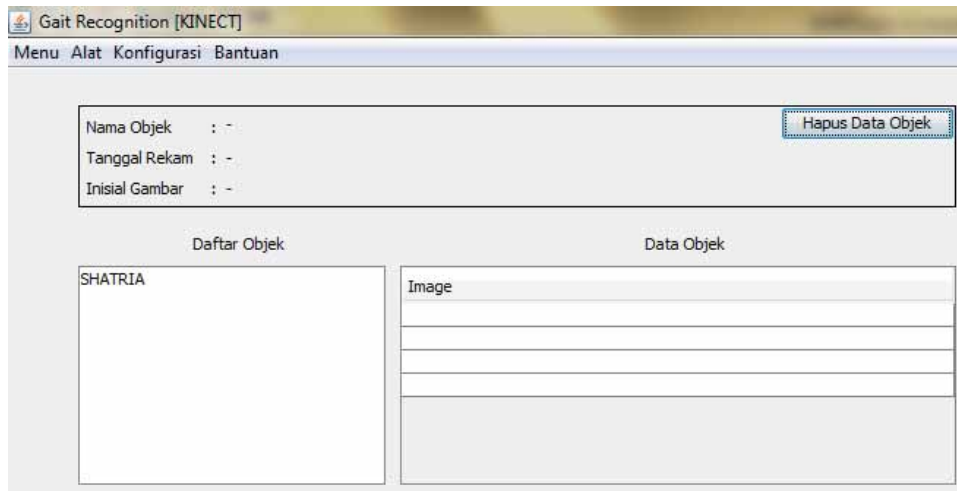 Gait Recognition [KINECT]
Menu Alat Konfigurasi Bantuan
Nama Objek : -
Hapus Data Objek
Tanggal Rekam : -
Inisial Gambar : -
Daftar Objek
Data Objek
SHATRIA
Image